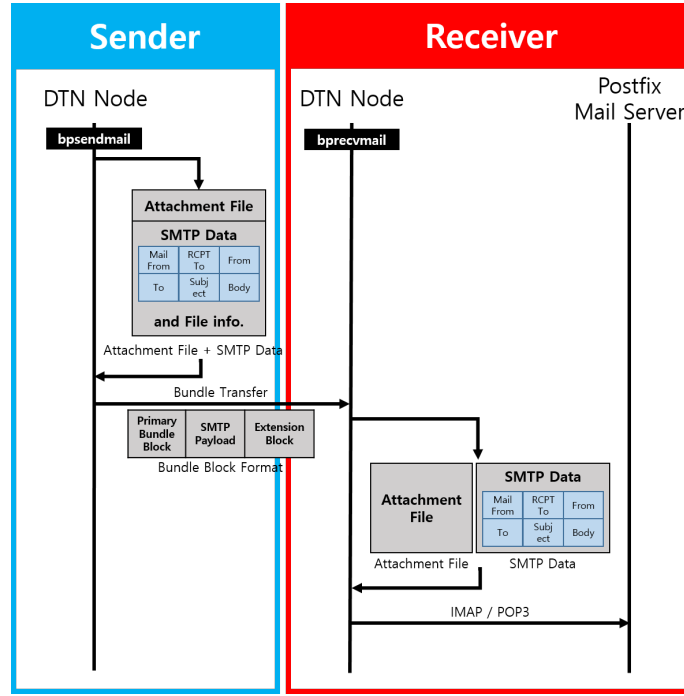 Sender
Receiver
DTN Node
DTN Node
Postfix
Mail Server
bpsendmail
bprecvmail
Attachment File
SMTP Data
Mail
From
RCPT
To
From
To
Subj
ect
Body
and File info.
Attachment File + SMTP Data
Bundle Transfer
Primary
Bundle
Block
SMTP
Payload
Extension
Block
Bundle Block Format
Attachment
File
SMTP Data
Mail
From
RCPT
To
From
To
Subj
ect
Body
Attachment File
SMTP Data
IMAP / POP3